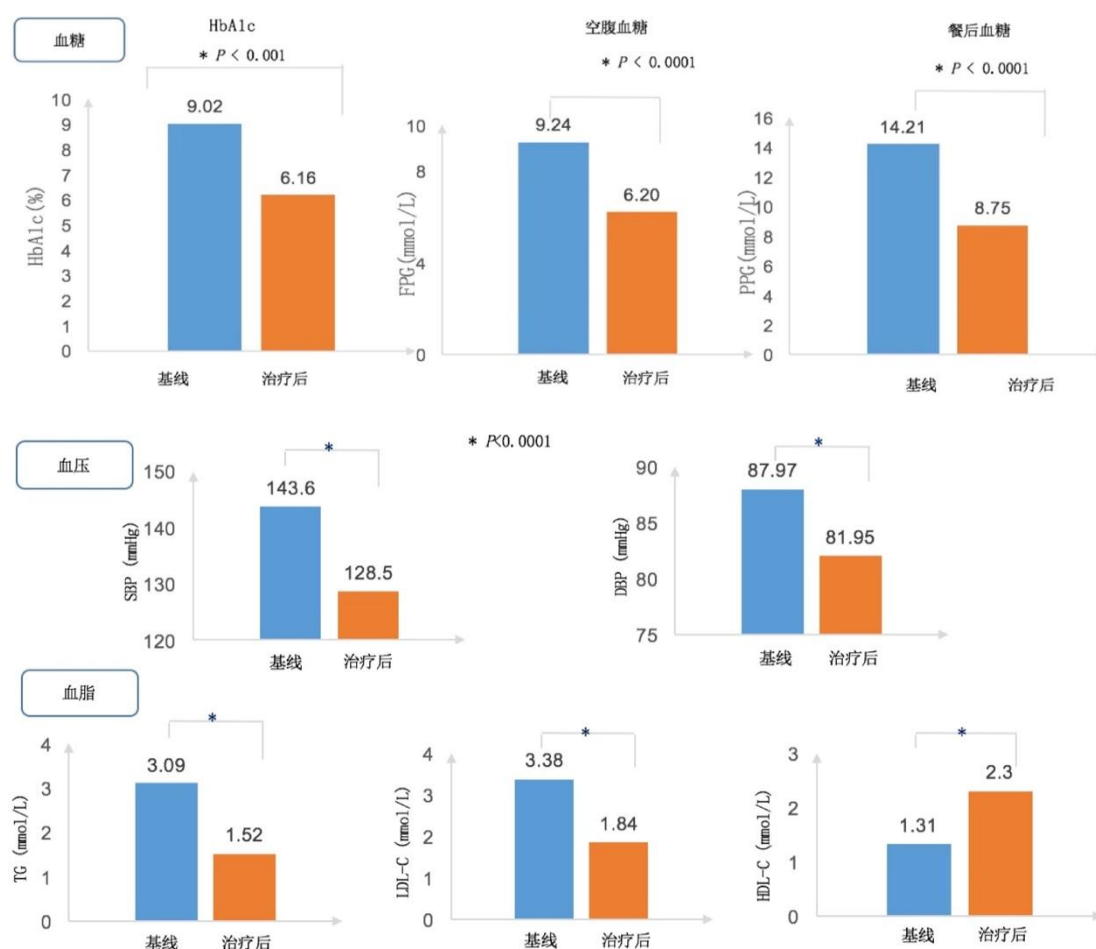 血糖
HbA1c
* P < 0.001
空腹血糖
* P < 0.0001
餐后血糖
* P < 0.0001
HbA1c(%)
10
9
8
7
6
5
4
3
2
1
0
9.02
6.16
基线
治疗后
FPG(mmol/L)
10
8
4
0
9.24
6.20
基线
治疗后
PPG(mmol/L)
16
14
12
10
8
6
4
2
0
14.21
8.75
基线
治疗后
血压
* P<0.0001
SBP (mmHg)
150
140
130
120
*
143.6
128.5
基线
治疗后
DBP (mmHg)
90
85
80
75
*
87.97
81.95
基线
治疗后
血脂
TG (mmol/L)
4
3
2
1
0
*
3.09
1.52
基线
治疗后
LDL-C (mmol/L)
4
3
2
1
0
*
3.38
1.84
基线
治疗后
HDL-C (mmol/L)
3
2
1
0
*
1.31
2.3
基线
治疗后